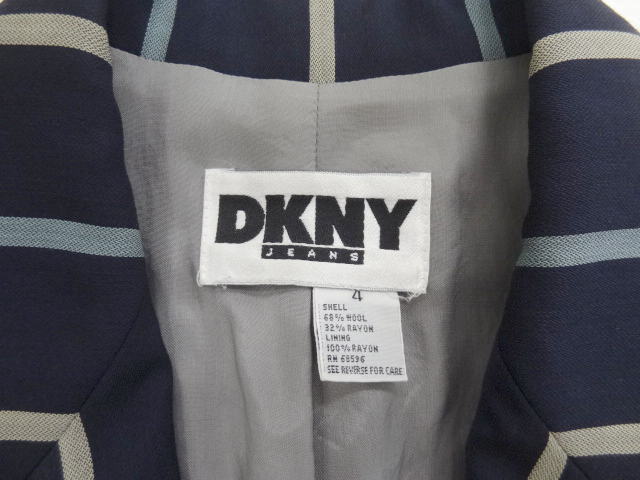 DKNY
JEANS
4
SHELL
68% WOOL
32% RAYON
LINING
100% RAYON
RN 68596
SEE REVERSE FOR CARE